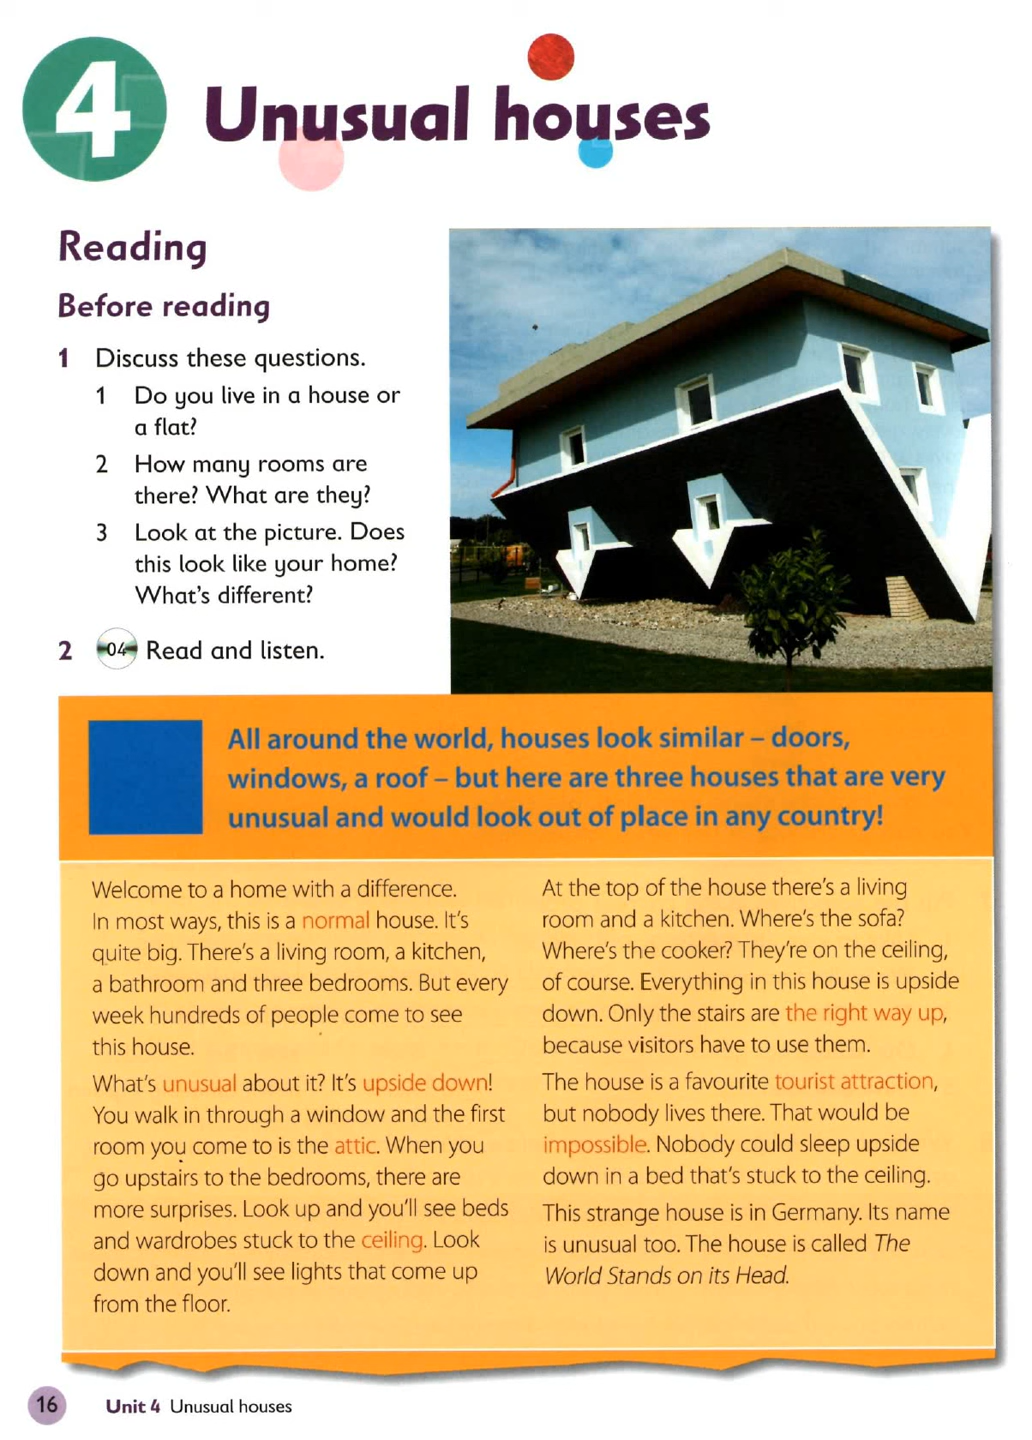 4
Unusual houses
Reading
Before reading
1 Discuss these questions.
1 Do you live in a house or
a flat?
2 How many rooms are
there? What are they?
3 Look at the picture. Does
this look like your home?
What's different?
2 04 Read and listen.
All around the world, houses look similar – doors,
windows, a roof – but here are three houses that are very
unusual and would look out of place in any country!
Welcome to a home with a difference.
In most ways, this is a normal house. It's
quite big. There's a living room, a kitchen,
a bathroom and three bedrooms. But every
week hundreds of people come to see
this house.
What's unusual about it? It's upside down!
You walk in through a window and the first
room you come to is the attic. When you
go upstairs to the bedrooms, there are
more surprises. Look up and you'll see beds
and wardrobes stuck to the ceiling. Look
down and you'll see lights that come up
from the floor.
At the top of the house there's a living
room and a kitchen. Where's the sofa?
Where's the cooker? They're on the ceiling,
of course. Everything in this house is upside
down. Only the stairs are the right way up,
because visitors have to use them.
The house is a favourite tourist attraction,
but nobody lives there. That would be
impossible. Nobody could sleep upside
down in a bed that's stuck to the ceiling.
This strange house is in Germany. Its name
is unusual too. The house is called The
World Stands on its Head.
16 Unit 4 Unusual houses